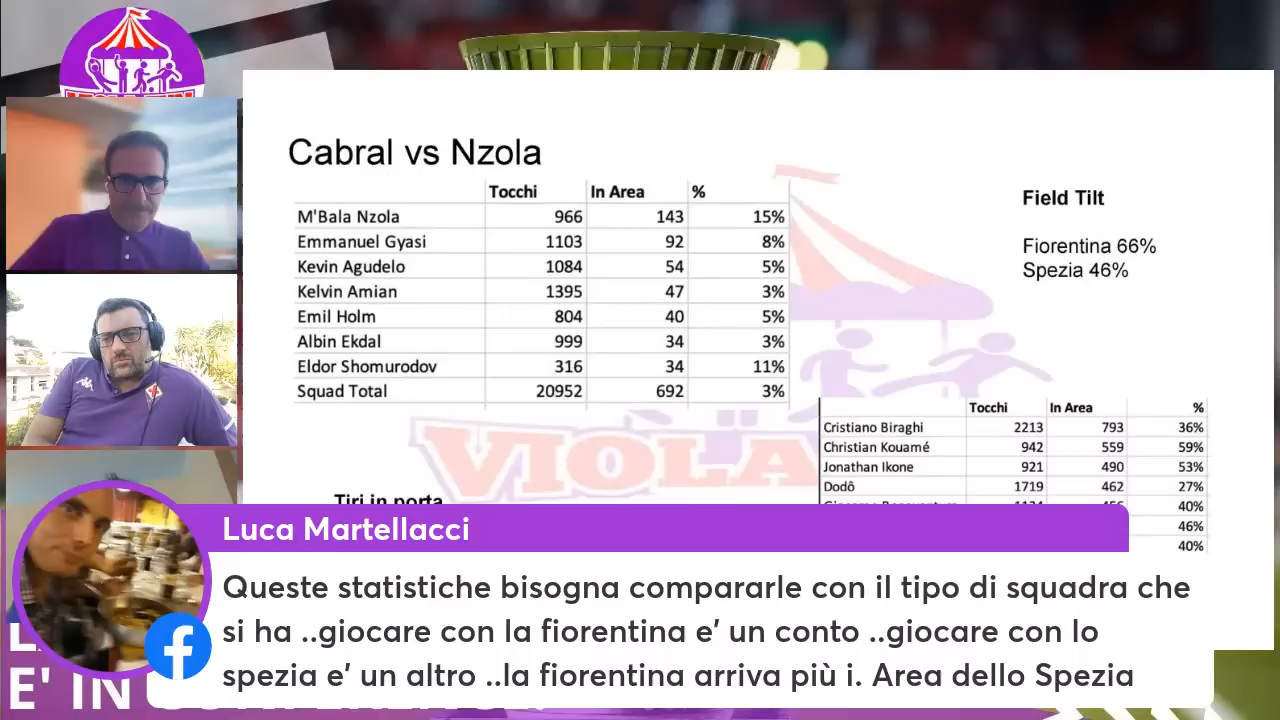 Cabral vs Nzola
Tocchi In Area %
M'Bala Nzola 966 143 15%
Emmanuel Gyasi 1103 92 8%
Kevin Agudelo 1084 54 5%
Kelvin Amian 1395 47 3%
Emil Holm 804 40 5%
Albin Ekdal 999 34 3%
Eldor Shomurodov 316 34 11%
Squad Total 20952 692 3%
Field Tilt
Fiorentina 66%
Spezia 46%
VIOLA
Tocchi In Area %
Cristiano Biraghi 2213 793 36%
Christian Kouamé 942 559 59%
Jonathan Ikone 921 490 53%
Dodô 1719 462 27%
40%
46%
40%
Tiri in porta
Luca Martellacci
Queste statistiche bisogna compararle con il tipo di squadra che
si ha ..giocare con la fiorentina e' un conto ..giocare con lo
spezia e' un altro ..la fiorentina arriva più i. Area dello Spezia
E' IN